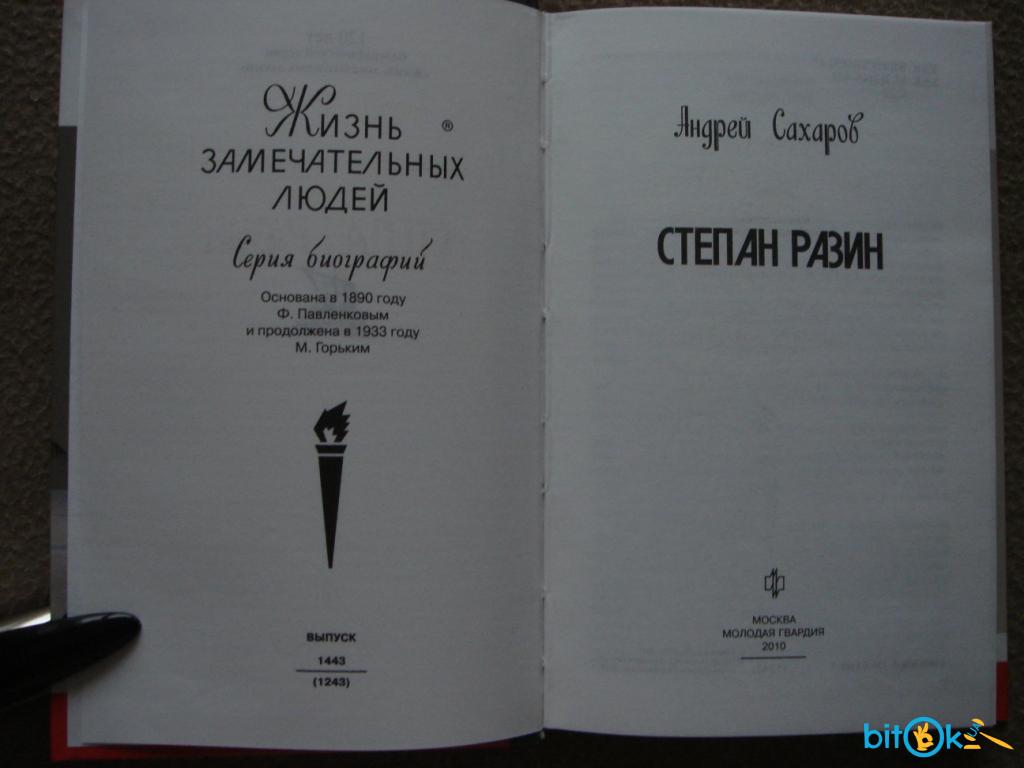 Жизнь ®
ЗАМЕЧАТЕЛЬНЫХ
ЛЮДЕЙ
Серия биографий
Основана в 1890 году
Ф. Павленковым
и продолжена в 1933 году
М. Горьким
ВЫПУСК
1443
(1243)
Андрей Сахаров
СТЕПАН РАЗИН
МОСКВА
МОЛОДАЯ ГВАРДИЯ
2010
bitOk UA